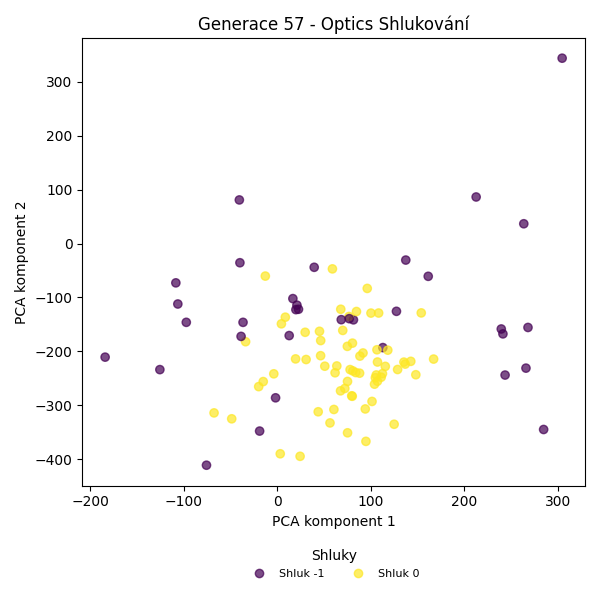 Generace 57 - Optics Shlukování
300
200
100
0
−100
−200
−300
−400
PCA komponent 2
−200
−100
0
100
200
300
PCA komponent 1
Shluky
Shluk -1
Shluk 0